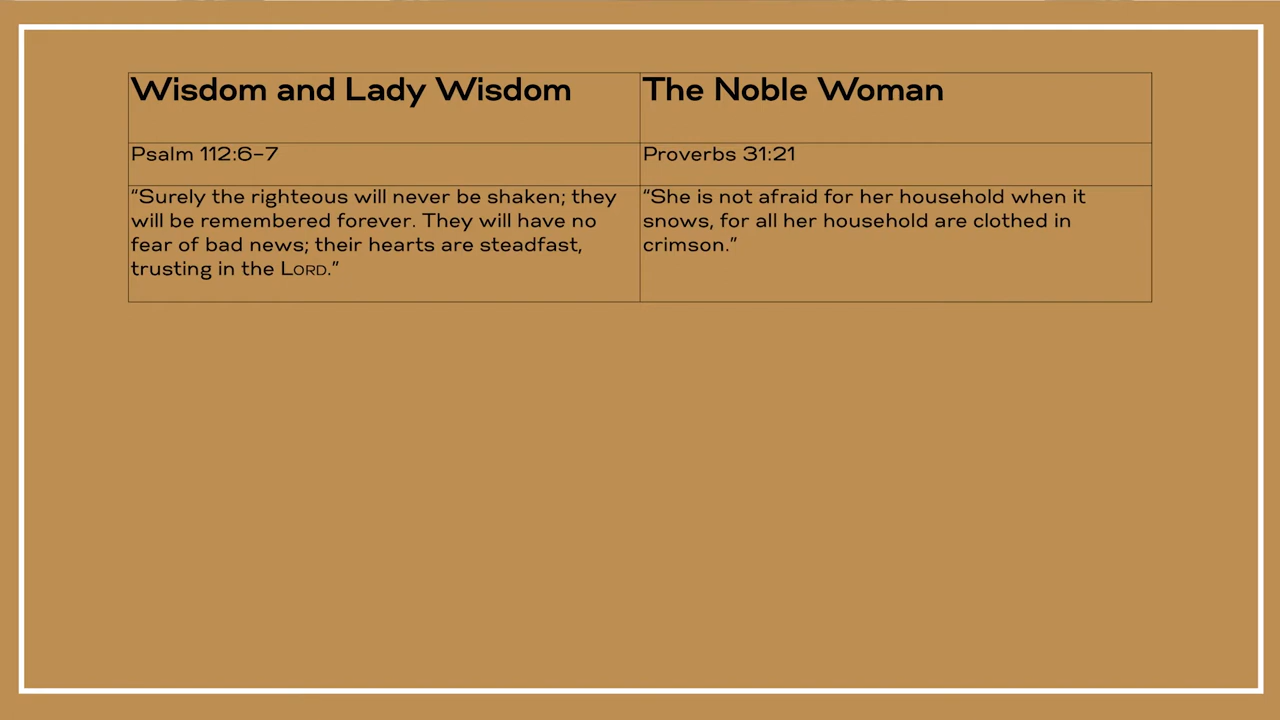 Wisdom and Lady Wisdom
The Noble Woman
Psalm 112:6–7
Proverbs 31:21
“Surely the righteous will never be shaken; they
will be remembered forever. They will have no
fear of bad news; their hearts are steadfast,
trusting in the LORD.”
“She is not afraid for her household when it
snows, for all her household are clothed in
crimson.”